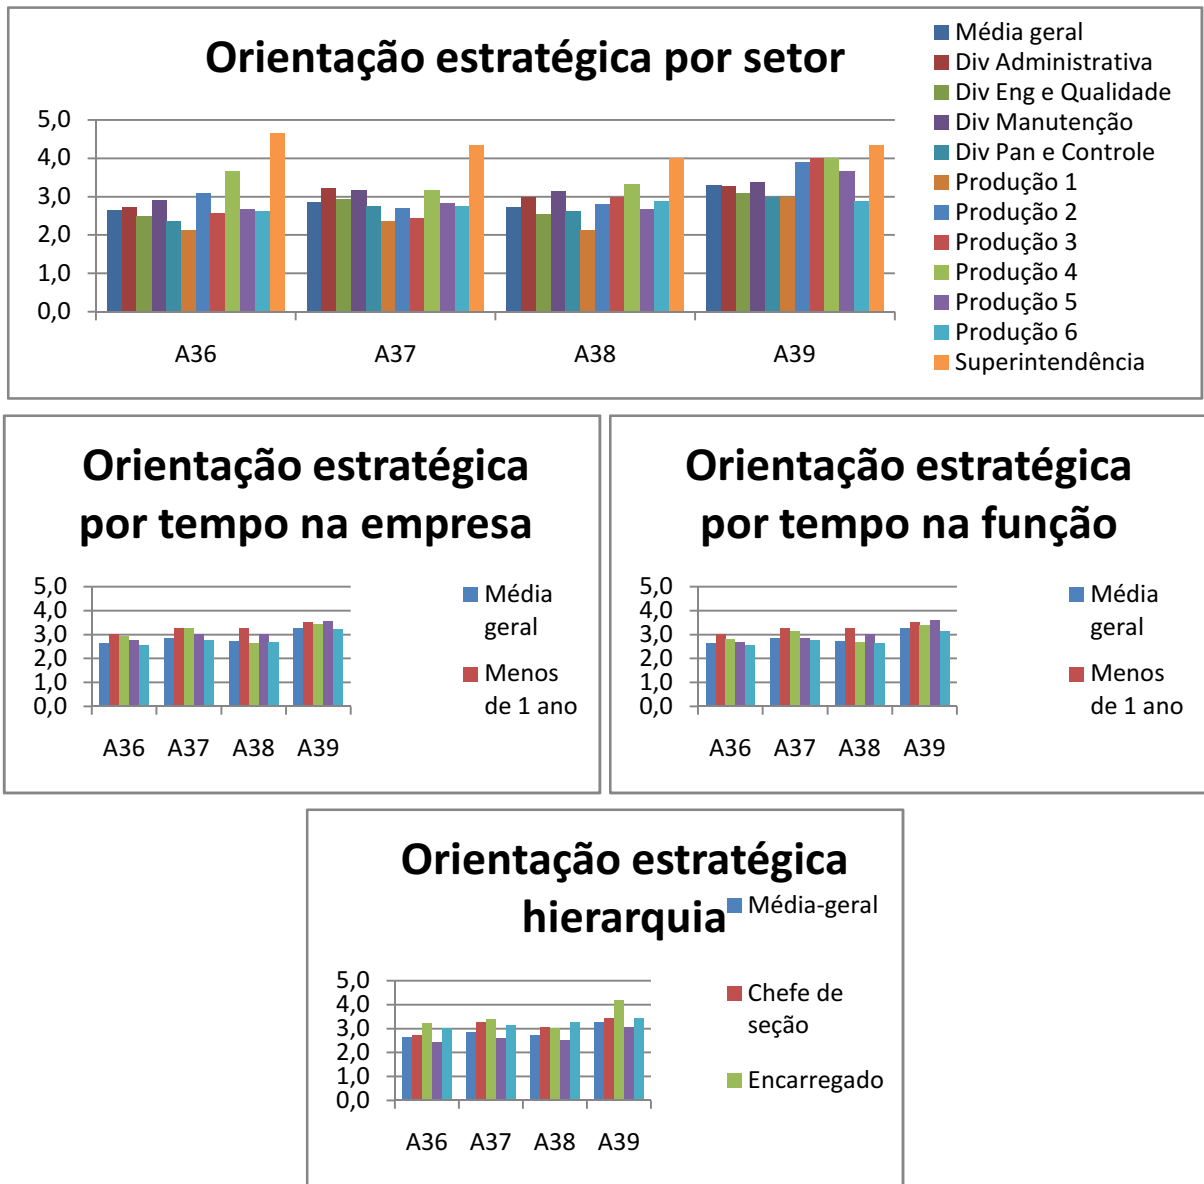 Orientação estratégica por setor
5,0
4,0
3,0
2,0
1,0
0,0
A36 A37 A38 A39
Média geral
Div Administrativa
Div Eng e Qualidade
Div Manutenção
Div Pan e Controle
Produção 1
Produção 2
Produção 3
Produção 4
Produção 5
Produção 6
Superintendência
Orientação estratégica
por tempo na empresa
5,0
4,0
3,0
2,0
1,0
0,0
A36 A37 A38 A39
Média
geral
Menos
de 1 ano
Orientação estratégica
por tempo na função
5,0
4,0
3,0
2,0
1,0
0,0
A36 A37 A38 A39
Média
geral
Menos
de 1 ano
Orientação estratégica
hierarquia
5,0
4,0
3,0
2,0
1,0
0,0
A36 A37 A38 A39
Média-geral
Chefe de
seção
Encarregado